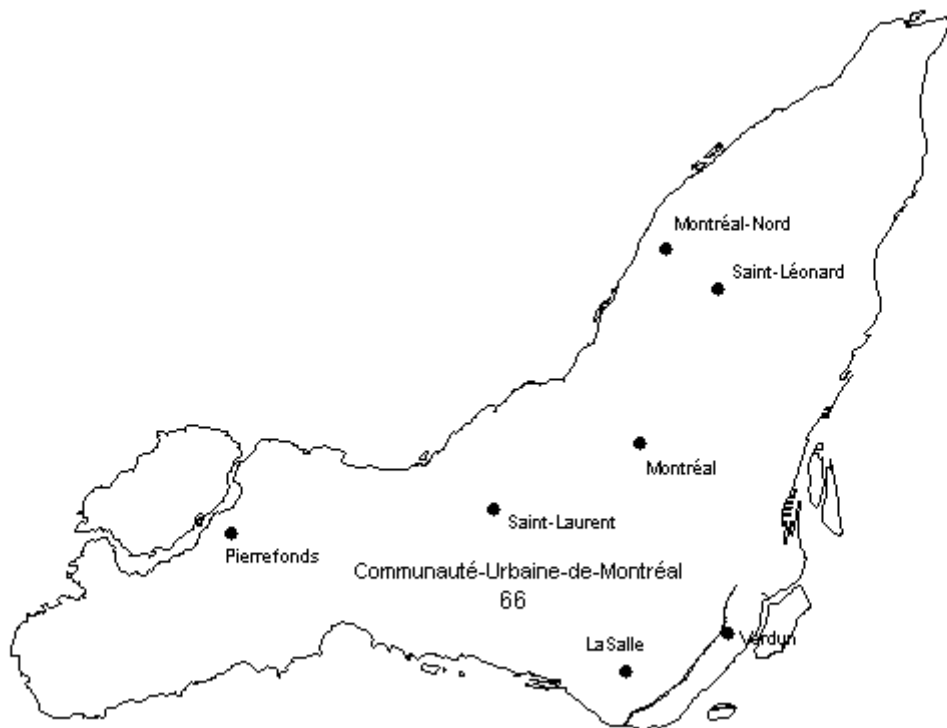 Montréal-Nord
Saint-Léonard
Montréal
Saint-Laurent
Pierrefonds
Communauté-Urbaine-de-Montréal
66
LaSalle
Verdun